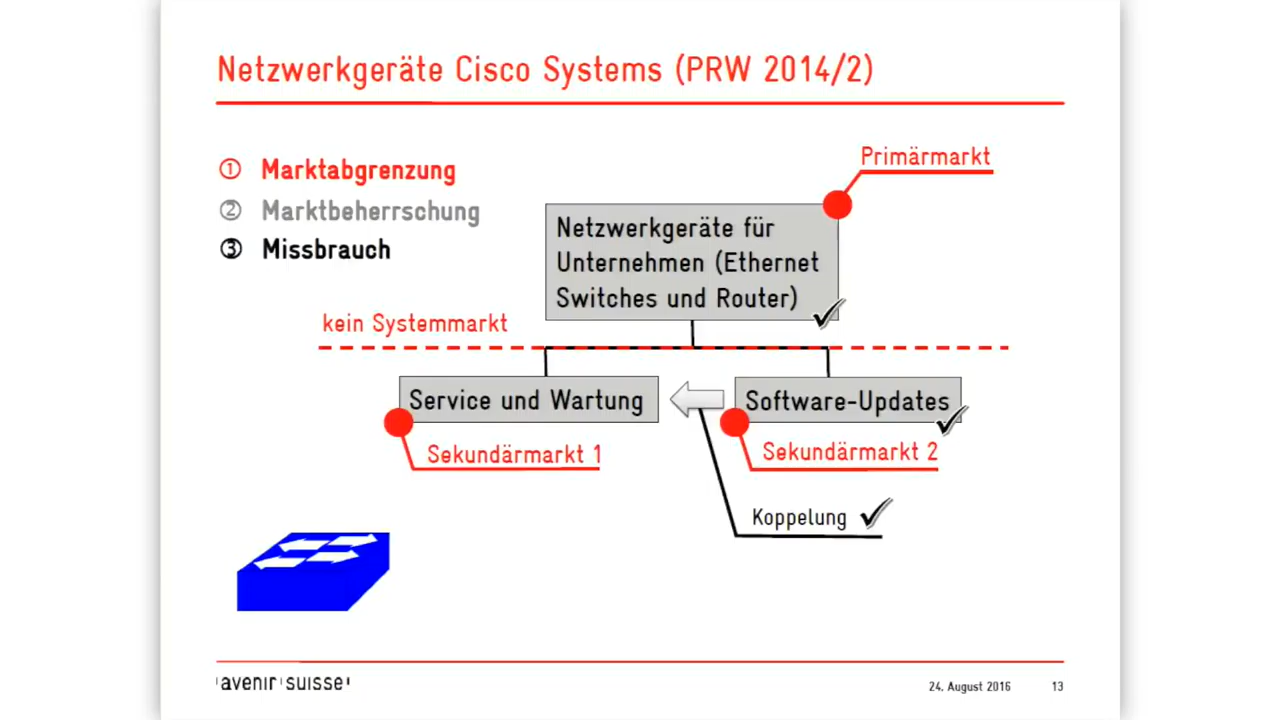 Netzwerkgeräte Cisco Systems (PRW 2014/2)
① Marktabgrenzung
② Marktbeherrschung
③ Missbrauch
Primärmarkt
Netzwerkgeräte für
Unternehmen (Ethernet
Switches und Router)
kein Systemmarkt
Service und Wartung
Software-Updates
Sekundärmarkt 1
Sekundärmarkt 2
Koppelung
avenir suisse
24. August 2016
13